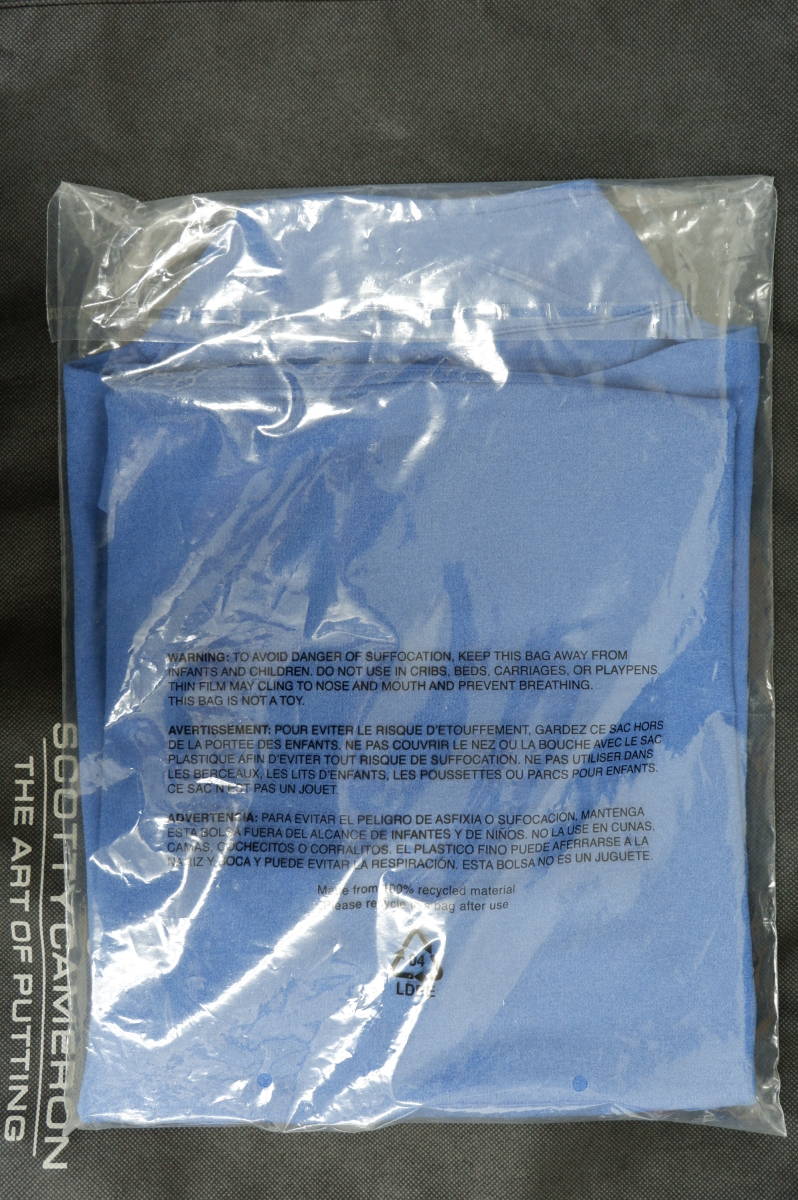 WARNING: TO AVOID DANGER OF SUFFOCATION, KEEP THIS BAG AWAY FROM
INFANTS AND CHILDREN. DO NOT USE IN CRIBS, BEDS, CARRIAGES, OR PLAYPENS.
THIN FILM MAY CLING TO NOSE AND MOUTH AND PREVENT BREATHING.
THIS BAG IS NOT A TOY.
AVERTISSEMENT: POUR EVITER LE RISQUE D'ETOUFFEMENT, GARDEZ CE SAC HORS
DE LA PORTEE DES ENFANTS. NE PAS COUVRIR LE NEZ OU LA BOUCHE AVEC LE SAC
PLASTIQUE AFIN D'EVITER TOUT RISQUE DE SUFFOCATION. NE PAS UTILISER DANS
LES BERCEAUX, LES LITS D'ENFANTS, LES POUSSETTES OU PARCS POUR ENFANTS.
CE SAC N'EST PAS UN JOUET
ADVERTENCIA: PARA EVITAR EL PELIGRO DE ASFIXIA O SUFOCACIÓN, MANTENGA
ESTA BOLSA FUERA DEL ALCANCE DE INFANTES Y DE NIÑOS. NO LA USE EN CUNAS,
CAMAS, COCHECITOS O CORRALITOS. EL PLASTICO FINO PUEDE AFERRARSE A LA
NARIZ Y BOCA Y PUEDE EVITAR LA RESPIRACIÓN. ESTA BOLSA NO ES UN JUGUETE.
Made from 100% recycled material
Please recycle this bag after use
04
LDPE
SCOTTY CAMERON
THE ART OF PUTTING